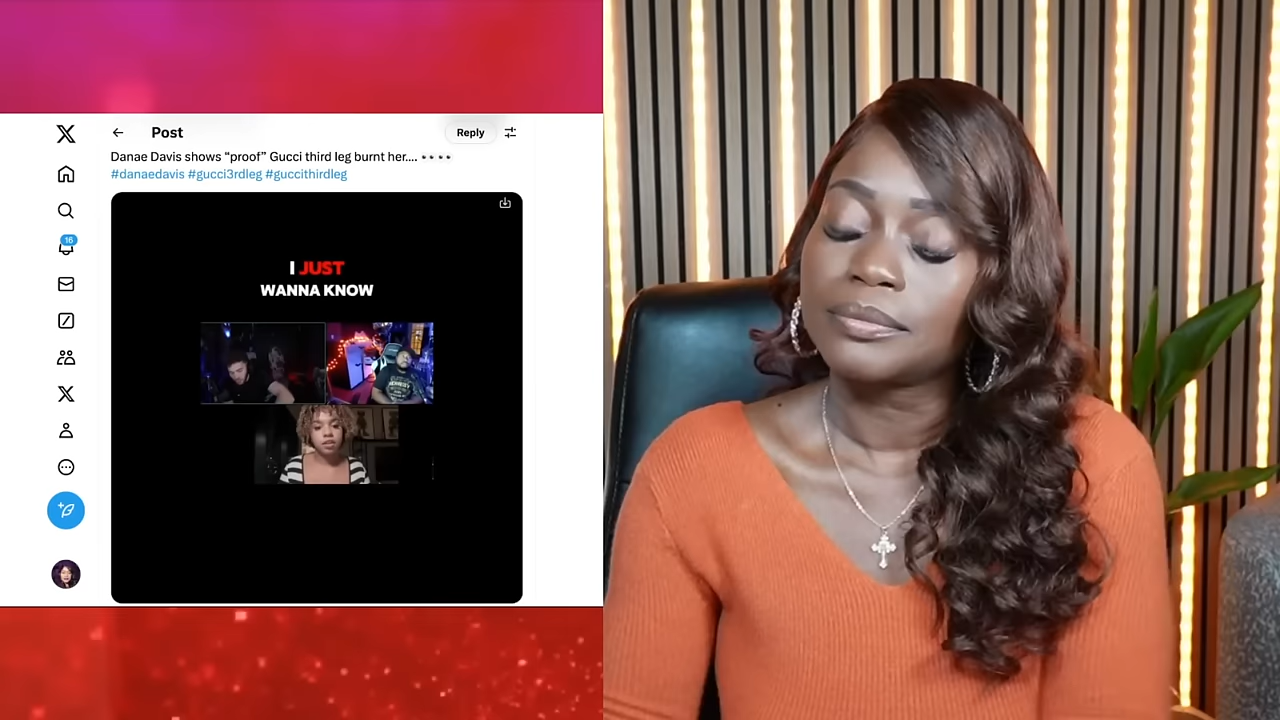 Post
Reply
Danae Davis shows “proof” Gucci third leg burnt her.... 👀👀
#danaedavis #gucci3rdleg #guccithirdleg
16
I JUST
WANNA KNOW